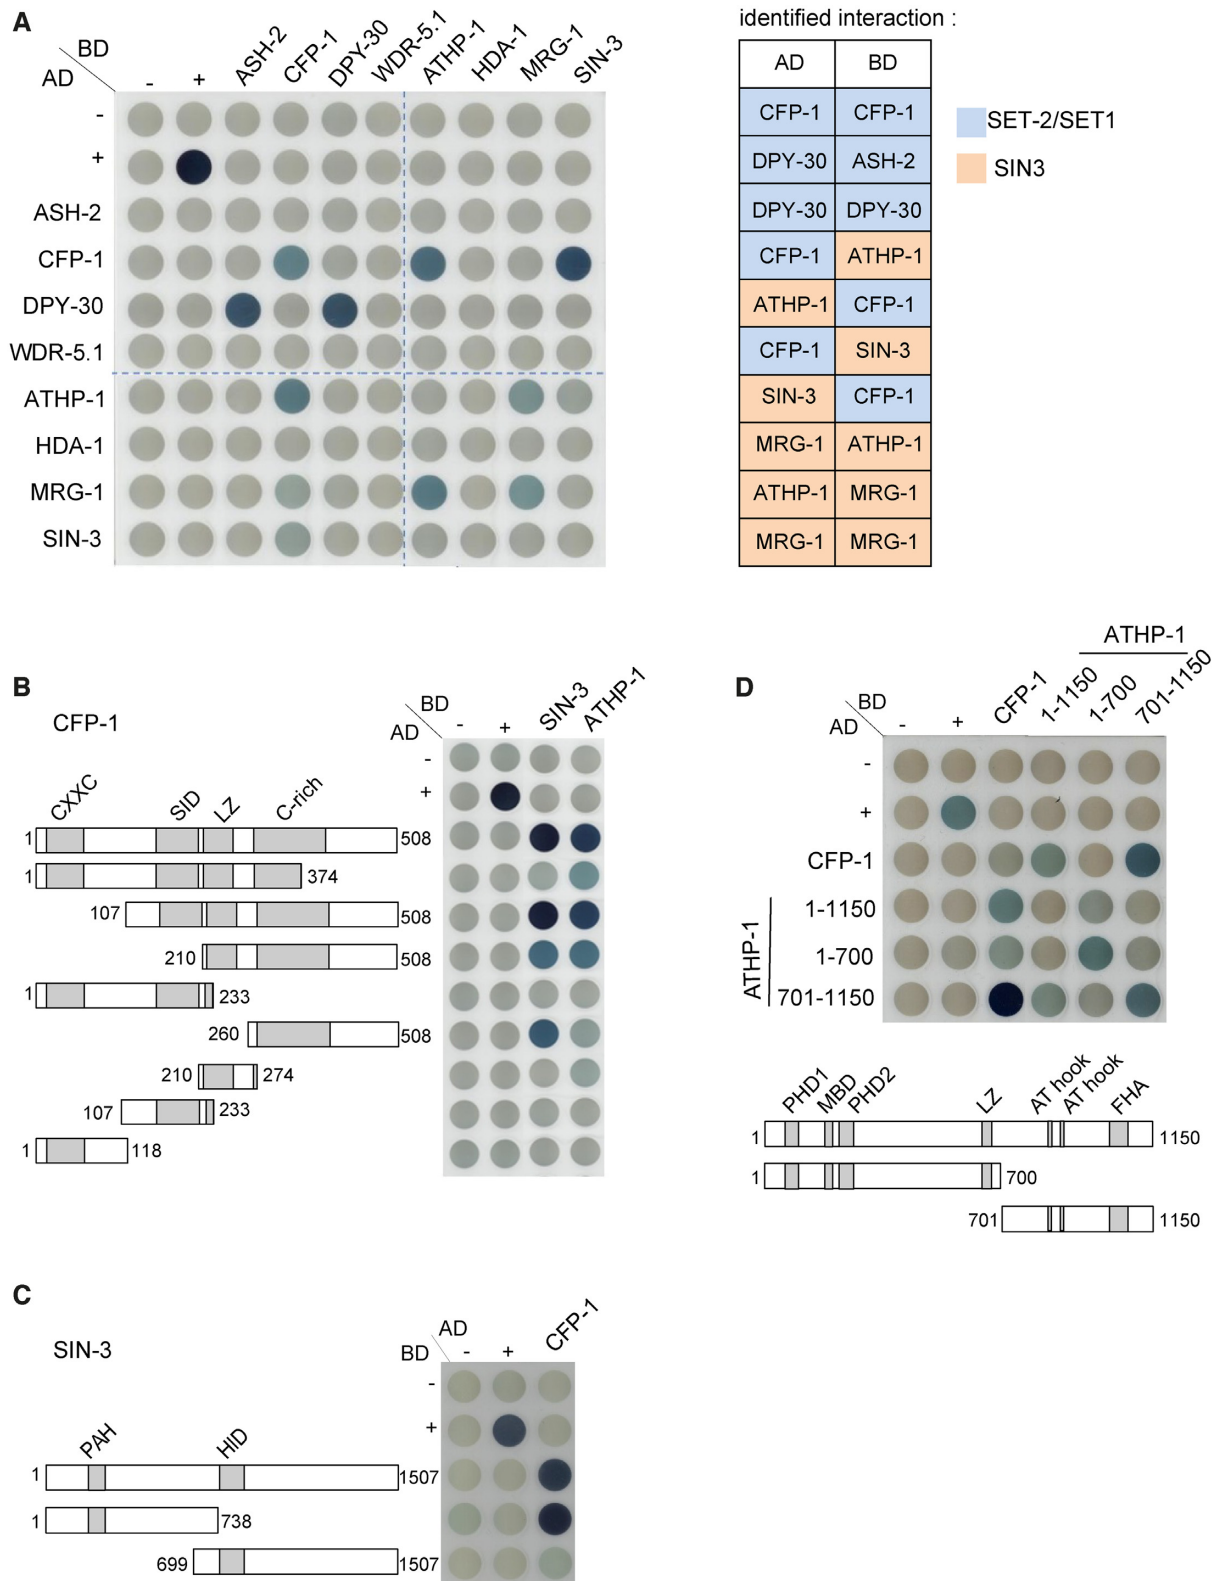 A
BD
AD
- + ASH-2 CFP-1 DPY-30 WDR-5.1 ATHP-1 HDA-1 MRG-1 SIN-3
-
+
ASH-2
CFP-1
DPY-30
WDR-5.1
ATHP-1
HDA-1
MRG-1
SIN-3
identified interaction :
AD BD
CFP-1 CFP-1
DPY-30 ASH-2
DPY-30 DPY-30
CFP-1 ATHP-1
ATHP-1 CFP-1
CFP-1 SIN-3
SIN-3 CFP-1
MRG-1 ATHP-1
ATHP-1 MRG-1
MRG-1 MRG-1
SET-2/SET1
SIN3
B
CFP-1
BD
AD
- + SIN-3 ATHP-1
-
+
CXXC SID LZ C-rich
1 508
1 374
107 508
210 508
1 233
260 508
210 274
107 233
1 118
C
SIN-3
AD
BD
- + CFP-1
-
+
PAH HID
1 1507
1 738
699 1507
D
ATHP-1
BD
AD
- + CFP-1 1-1150 1-700 701-1150
-
+
CFP-1
ATHP-1
1-1150
1-700
701-1150
PHD1 MBD PHD2 LZ AT hook AT hook FHA
1 1150
1 700
701 1150